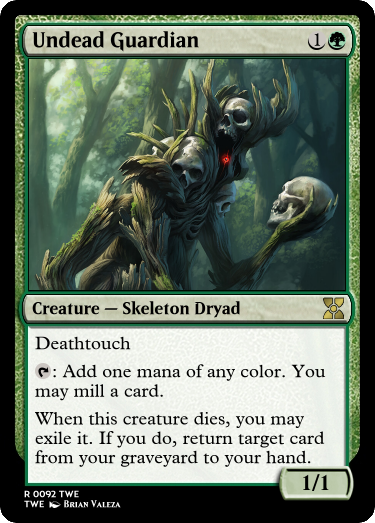 Undead Guardian 1
Creature — Skeleton Dryad
Deathtouch
: Add one mana of any color. You
may mill a card.
When this creature dies, you may
exile it. If you do, return target card
from your graveyard to your hand.
1/1
R 0092 TWE
TWE Brian Valeza